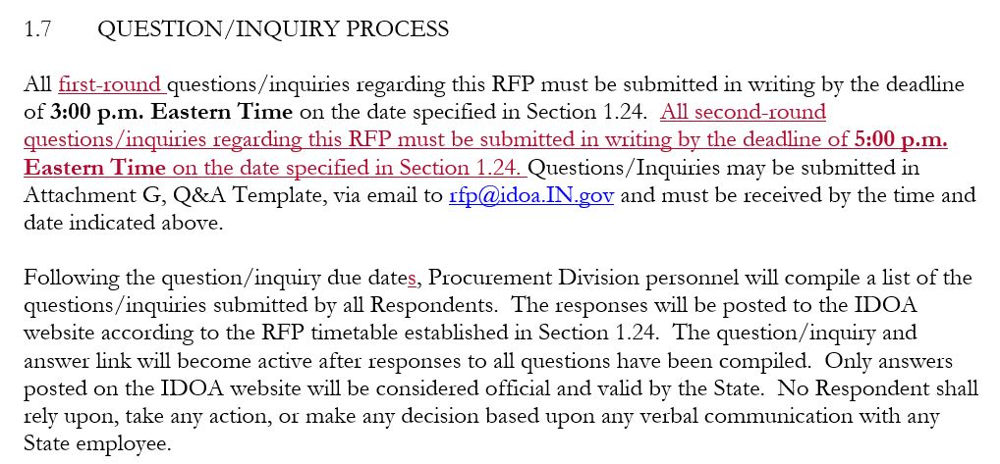 1.7 QUESTION/INQUIRY PROCESS
All first-round questions/inquiries regarding this RFP must be submitted in writing by the deadline
of 3:00 p.m. Eastern Time on the date specified in Section 1.24. All second-round
questions/inquiries regarding this RFP must be submitted in writing by the deadline of 5:00 p.m.
Eastern Time on the date specified in Section 1.24. Questions/Inquiries may be submitted in
Attachment G, Q&A Template, via email to rfp@idoa.IN.gov and must be received by the time and
date indicated above.
Following the question/inquiry due dates, Procurement Division personnel will compile a list of the
questions/inquiries submitted by all Respondents. The responses will be posted to the IDOA
website according to the RFP timetable established in Section 1.24. The question/inquiry and
answer link will become active after responses to all questions have been compiled. Only answers
posted on the IDOA website will be considered official and valid by the State. No Respondent shall
rely upon, take any action, or make any decision based upon any verbal communication with any
State employee.